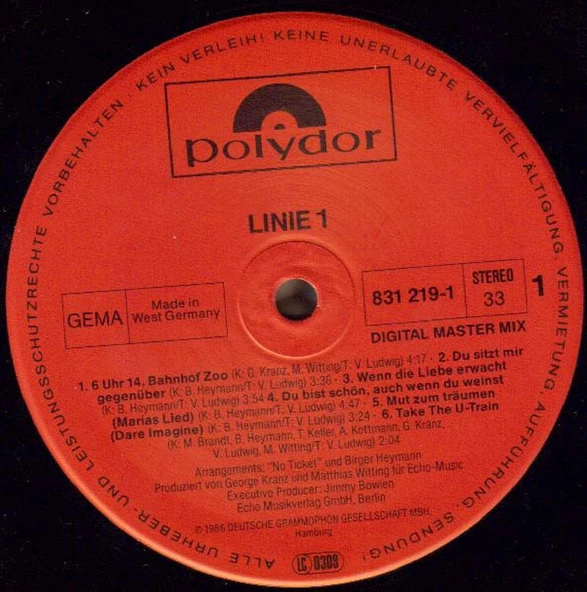 ALLE URHEBER- UND LEISTUNGSSCHUTZRECHTE VORBEHALTEN · KEIN VERLEIH! KEINE UNERLAUBTE VERVIELFÄLTIGUNG, VERMIETUNG, AUFFÜHRUNG, SENDUNG!
polydor
LINIE 1
GEMA
Made in
West Germany
831 219-1
STEREO
33
1
DIGITAL MASTER MIX
1. 6 Uhr 14, Bahnhof Zoo (K: G. Kranz, M. Witting/T: V. Ludwig) 4:17 · 2. Du sitzt mir
gegenüber (K: B. Heymann/T: V. Ludwig) 3:36 · 3. Wenn die Liebe erwacht
(K: B. Heymann/T: V. Ludwig) 3:54 4. Du bist schön, auch wenn du weinst
(Marias Lied) (K: B. Heymann/T: V. Ludwig) 4:47 · 5. Mut zum träumen
(Dare Imagine) (K: B. Heymann/T: V. Ludwig) 3:24 · 6. Take The U-Train
(K: M. Brandt, B. Heymann, T. Keller, A. Kottmann, G. Kranz,
V. Ludwig, M. Witting/T: V. Ludwig) 2:04
Arrangements: "No Ticket" und Birger Heymann
Produziert von George Kranz und Matthias Witting für Echo-Music
Executive Producer: Jimmy Bowien
Echo Musikverlag GmbH, Berlin
℗ 1986 DEUTSCHE GRAMMOPHON GESELLSCHAFT MBH,
Hamburg
LC 0309